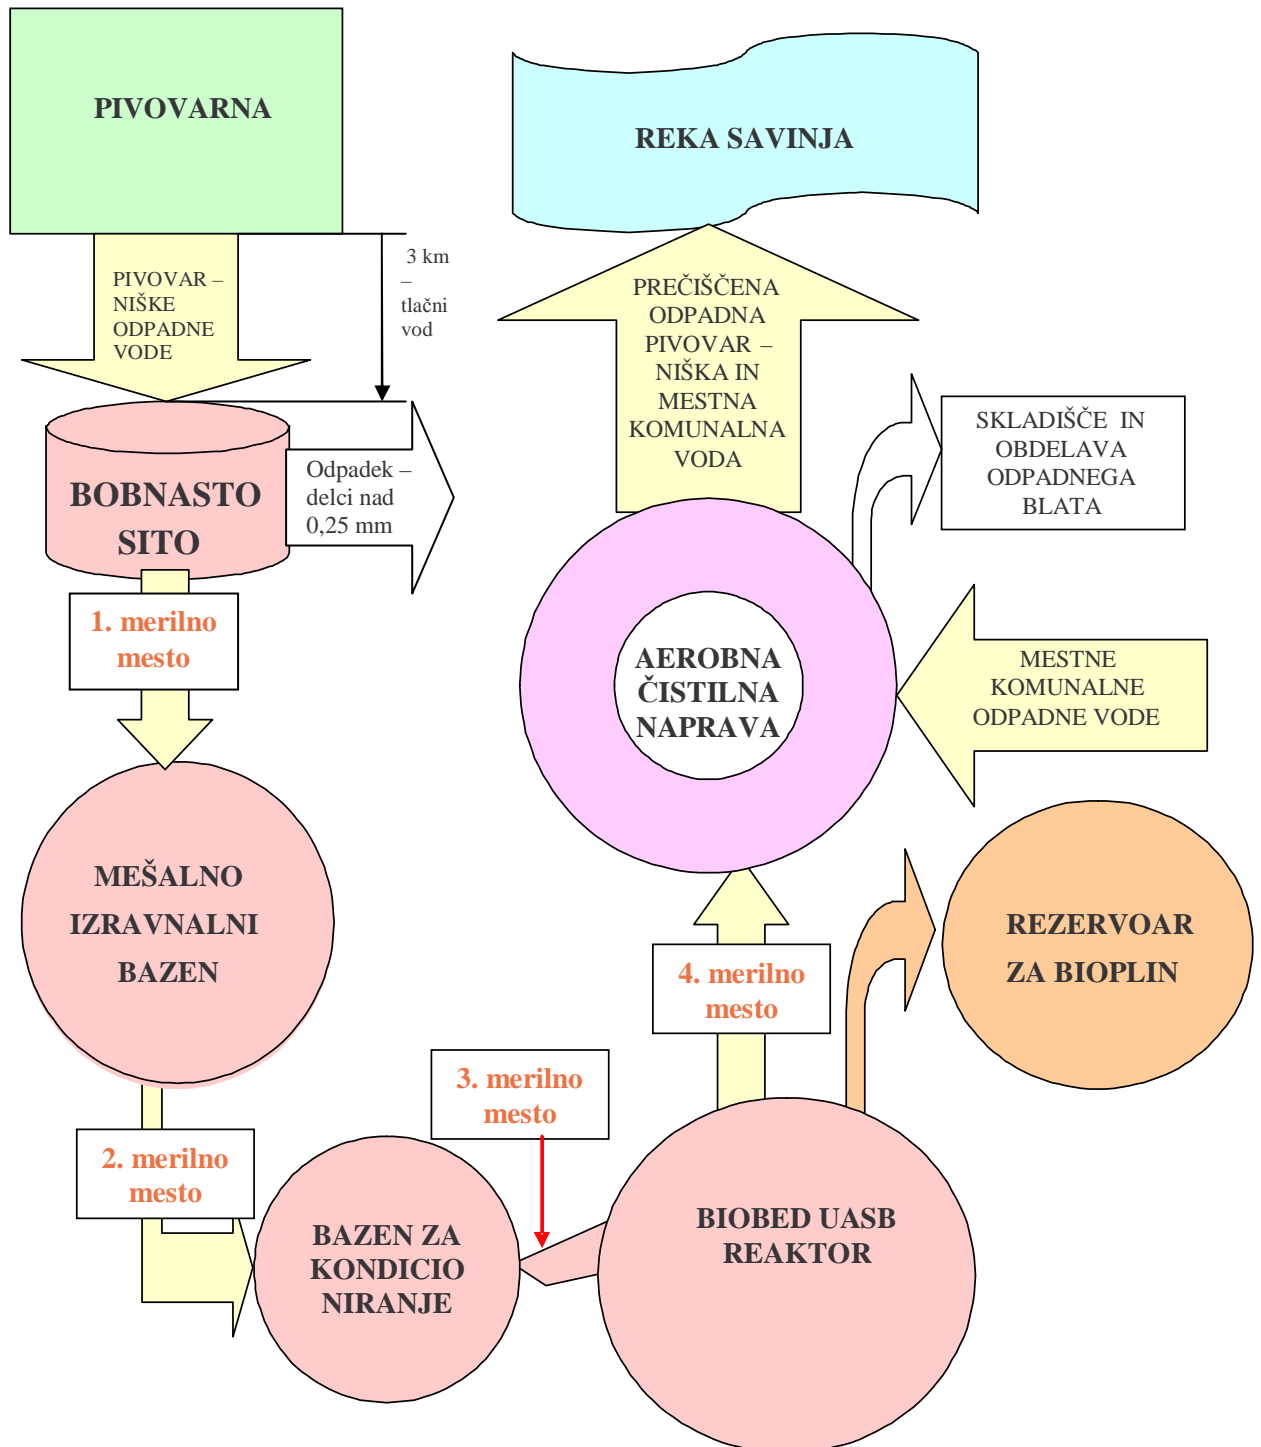 PIVOVARNA
REKA SAVINJA
3 km
–
tlačni
vod
PIVOVAR –
NIŠKE
ODPADNE
VODE
PREČIŠČENA
ODPADNA
PIVOVAR –
NIŠKA IN
MESTNA
KOMUNALNA
VODA
SKLADIŠČE IN
OBDELAVA
ODPADNEGA
BLATA
BOBNASTO
SITO
Odpadek –
delci nad
0,25 mm
1. merilno
mesto
AEROBNA
ČISTILNA
NAPRAVA
MESTNE
KOMUNALNE
ODPADNE VODE
MEŠALNO
IZRAVNALNI
BAZEN
4. merilno
mesto
REZERVOAR
ZA BIOPLIN
3. merilno
mesto
2. merilno
mesto
BAZEN ZA
KONDICIO
NIRANJE
BIOBED UASB
REAKTOR